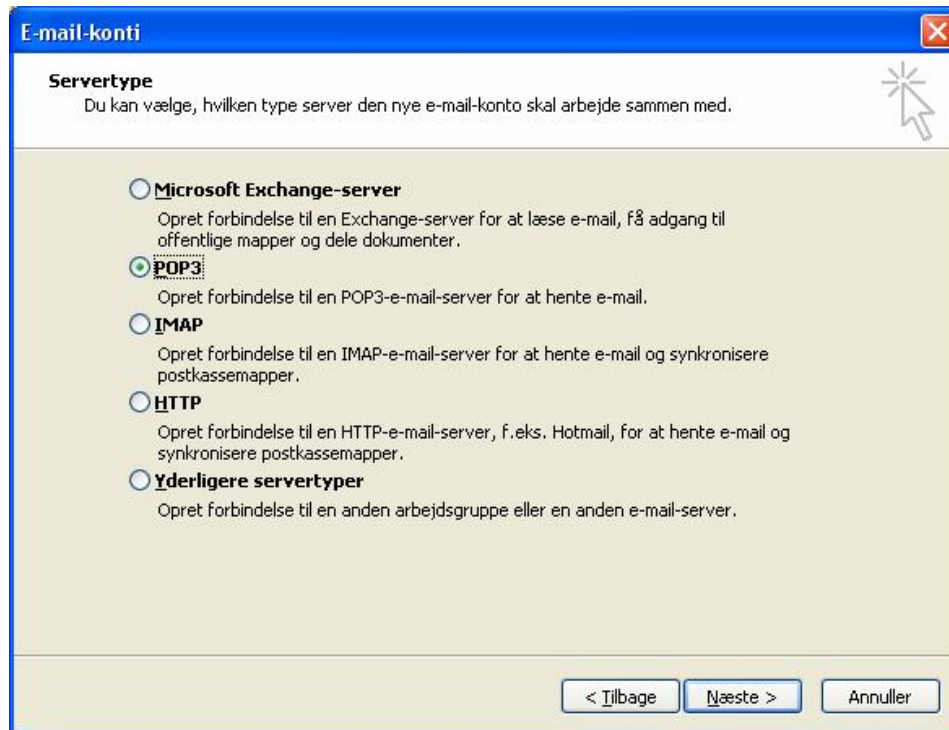 E-mail-konti
Servertype
Du kan vælge, hvilken type server den nye e-mail-konto skal arbejde sammen med.
Microsoft Exchange-server
Opret forbindelse til en Exchange-server for at læse e-mail, få adgang til
offentlige mapper og dele dokumenter.
POP3
Opret forbindelse til en POP3-e-mail-server for at hente e-mail.
IMAP
Opret forbindelse til en IMAP-e-mail-server for at hente e-mail og synkronisere
postkassemapper.
HTTP
Opret forbindelse til en HTTP-e-mail-server, f.eks. Hotmail, for at hente e-mail og
synkronisere postkassemapper.
Yderligere servertyper
Opret forbindelse til en anden arbejdsgruppe eller en anden e-mail-server.
< Tilbage Næste > Annuller